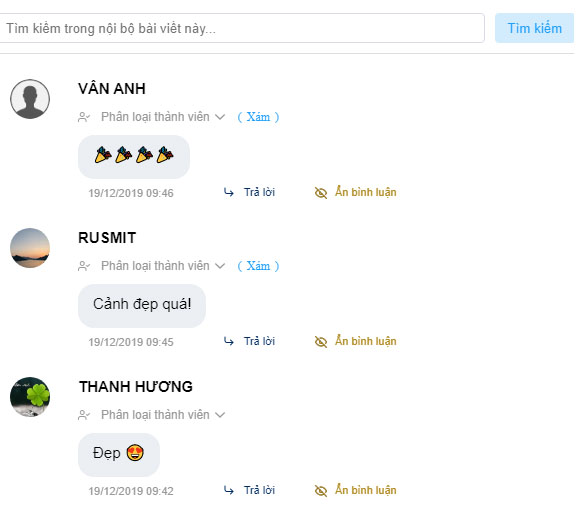 Tìm kiếm trong nội bộ bài viết này... Tìm kiếm
VÂN ANH
Phân loại thành viên ( Xám )
🎉🎉🎉🎉
19/12/2019 09:46 Trả lời Ẩn bình luận
RUSMIT
Phân loại thành viên ( Xám )
Cảnh đẹp quá!
19/12/2019 09:45 Trả lời Ẩn bình luận
THANH HƯƠNG
Phân loại thành viên
Đẹp 😍
19/12/2019 09:42 Trả lời Ẩn bình luận